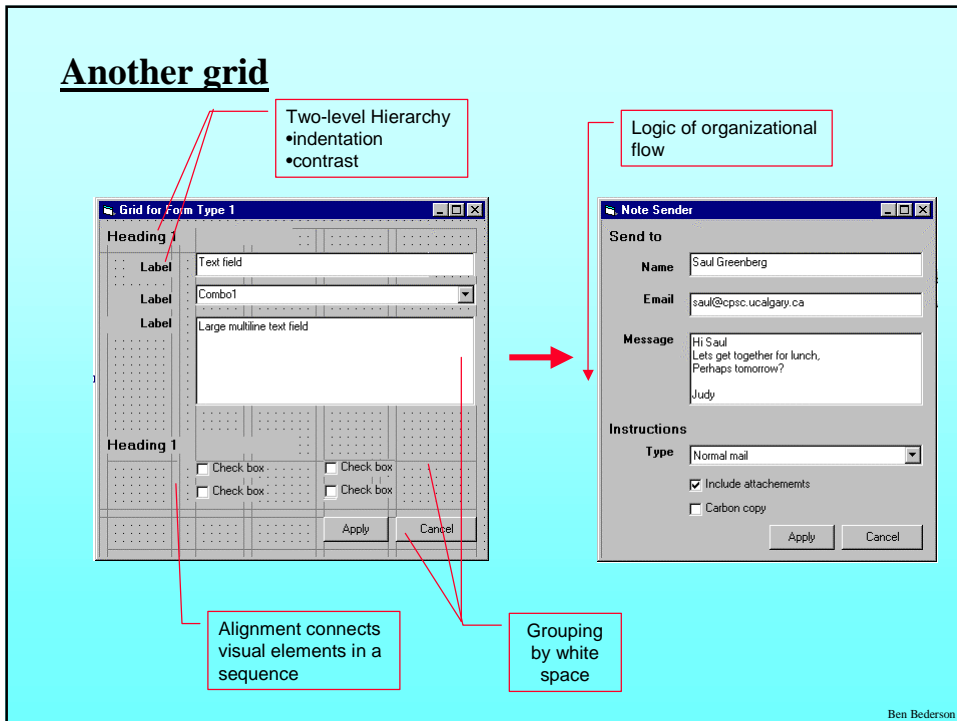 Another grid
Two-level Hierarchy
•indentation
•contrast
Logic of organizational
flow
Grid for Form Type 1
Heading 1
Label
Text field
Label
Combo1
Label
Large multiline text field
Heading 1
Check box
Check box
Check box
Check box
Apply
Cancel
Note Sender
Send to
Name
Saul Greenberg
Email
saul@cpsc.ucalgary.ca
Message
Hi Saul
Lets get together for lunch,
Perhaps tomorrow?
Judy
Instructions
Type
Normal mail
Include attachememts
Carbon copy
Apply
Cancel
Alignment connects
visual elements in a
sequence
Grouping
by white
space
Ben Bederson